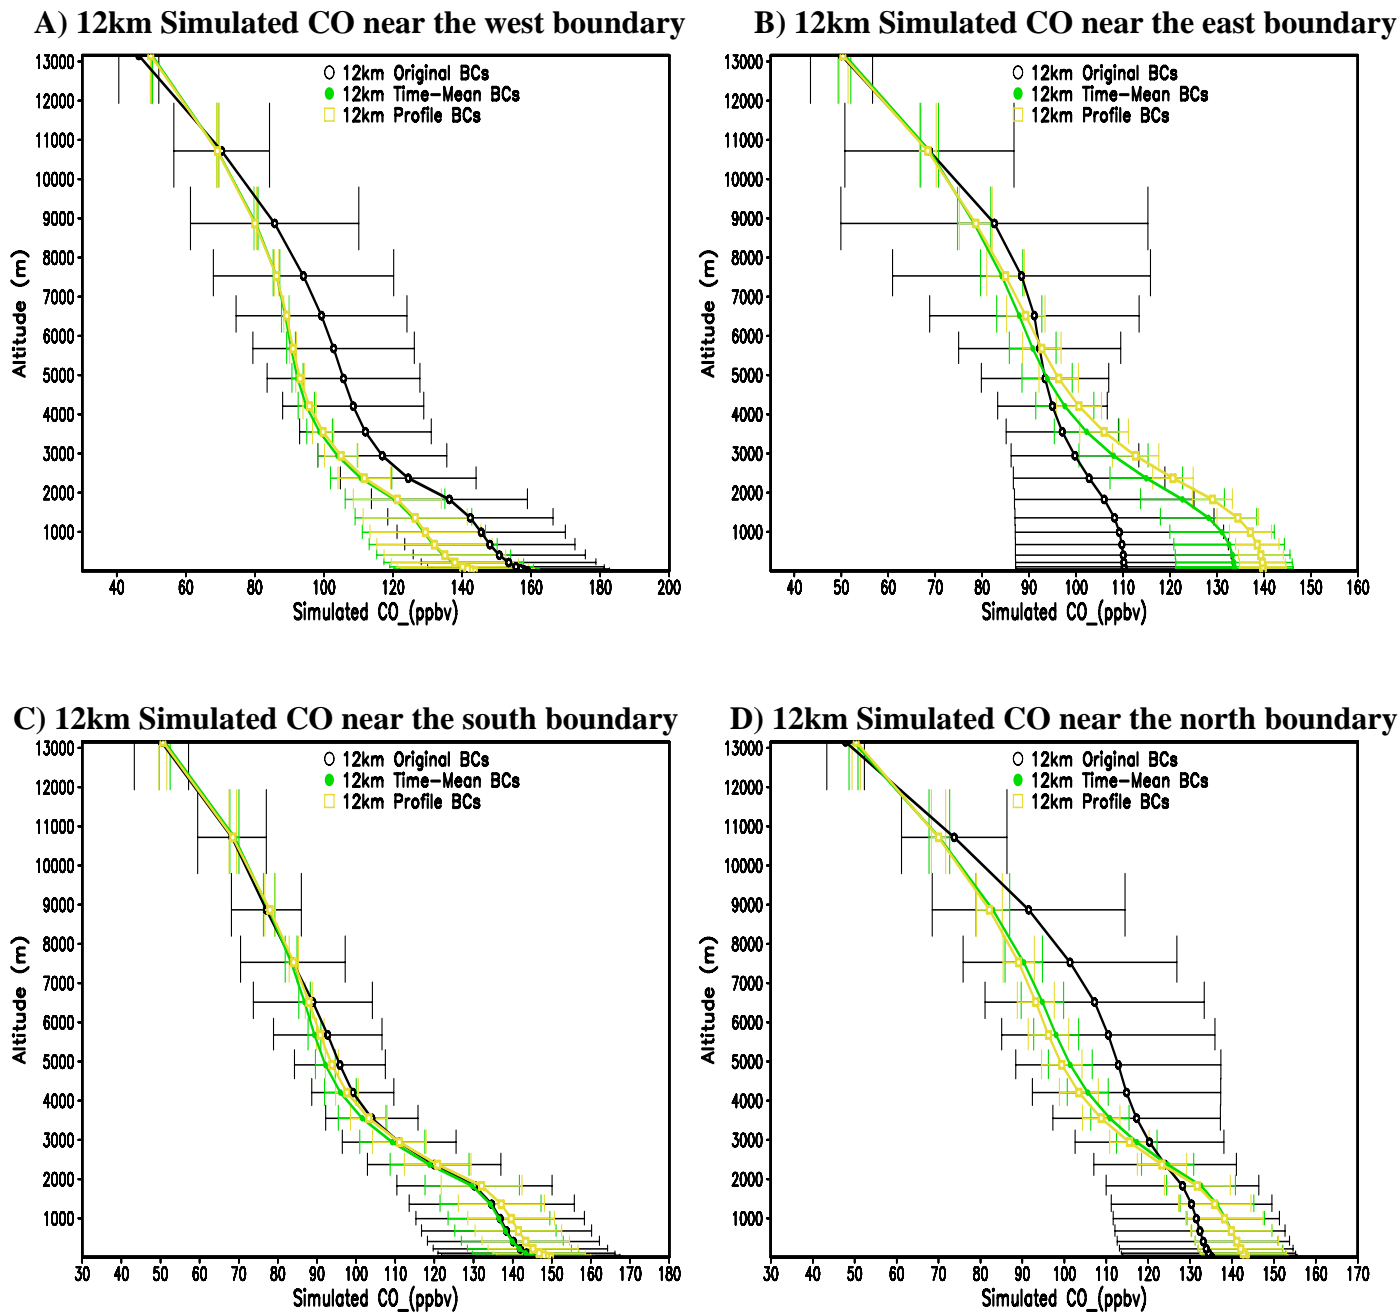 A) 12km Simulated CO near the west boundary
13000
12000
11000
10000
9000
8000
7000
6000
5000
4000
3000
2000
1000
Altitude (m)
12km Original BCs
12km Time-Mean BCs
12km Profile BCs
40 60 80 100 120 140 160 180 200
Simulated CO_(ppbv)
B) 12km Simulated CO near the east boundary
13000
12000
11000
10000
9000
8000
7000
6000
5000
4000
3000
2000
1000
Altitude (m)
12km Original BCs
12km Time-Mean BCs
12km Profile BCs
40 50 60 70 80 90 100 110 120 130 140 150 160
Simulated CO_(ppbv)
C) 12km Simulated CO near the south boundary
13000
12000
11000
10000
9000
8000
7000
6000
5000
4000
3000
2000
1000
Altitude (m)
12km Original BCs
12km Time-Mean BCs
12km Profile BCs
30 40 50 60 70 80 90 100 110 120 130 140 150 160 170 180
Simulated CO_(ppbv)
D) 12km Simulated CO near the north boundary
13000
12000
11000
10000
9000
8000
7000
6000
5000
4000
3000
2000
1000
Altitude (m)
12km Original BCs
12km Time-Mean BCs
12km Profile BCs
30 40 50 60 70 80 90 100 110 120 130 140 150 160 170
Simulated CO_(ppbv)